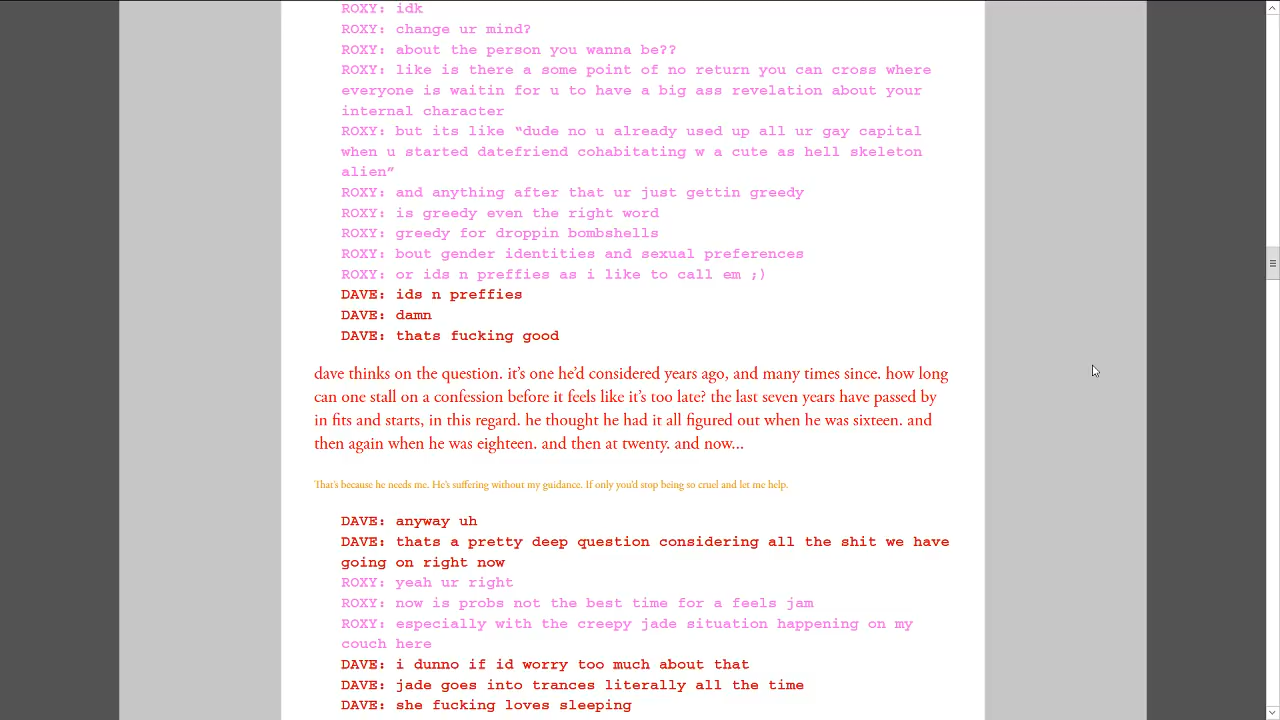 ROXY: idk
ROXY: change ur mind?
ROXY: about the person you wanna be??
ROXY: like is there a some point of no return you can cross where
everyone is waitin for u to have a big ass revelation about your
internal character
ROXY: but its like “dude no u already used up all ur gay capital
when u started datefriend cohabitating w a cute as hell skeleton
alien”
ROXY: and anything after that ur just gettin greedy
ROXY: is greedy even the right word
ROXY: greedy for droppin bombshells
ROXY: bout gender identities and sexual preferences
ROXY: or ids n preffies as i like to call em ;)
DAVE: ids n preffies
DAVE: damn
DAVE: thats fucking good
dave thinks on the question. it’s one he’d considered years ago, and many times since. how long
can one stall on a confession before it feels like it’s too late? the last seven years have passed by
in fits and starts, in this regard. he thought he had it all figured out when he was sixteen. and
then again when he was eighteen. and then at twenty. and now...
That’s because he needs me. He’s suffering without my guidance. If only you’d stop being so cruel and let me help.
DAVE: anyway uh
DAVE: thats a pretty deep question considering all the shit we have
going on right now
ROXY: yeah ur right
ROXY: now is probs not the best time for a feels jam
ROXY: especially with the creepy jade situation happening on my
couch here
DAVE: i dunno if id worry too much about that
DAVE: jade goes into trances literally all the time
DAVE: she fucking loves sleeping